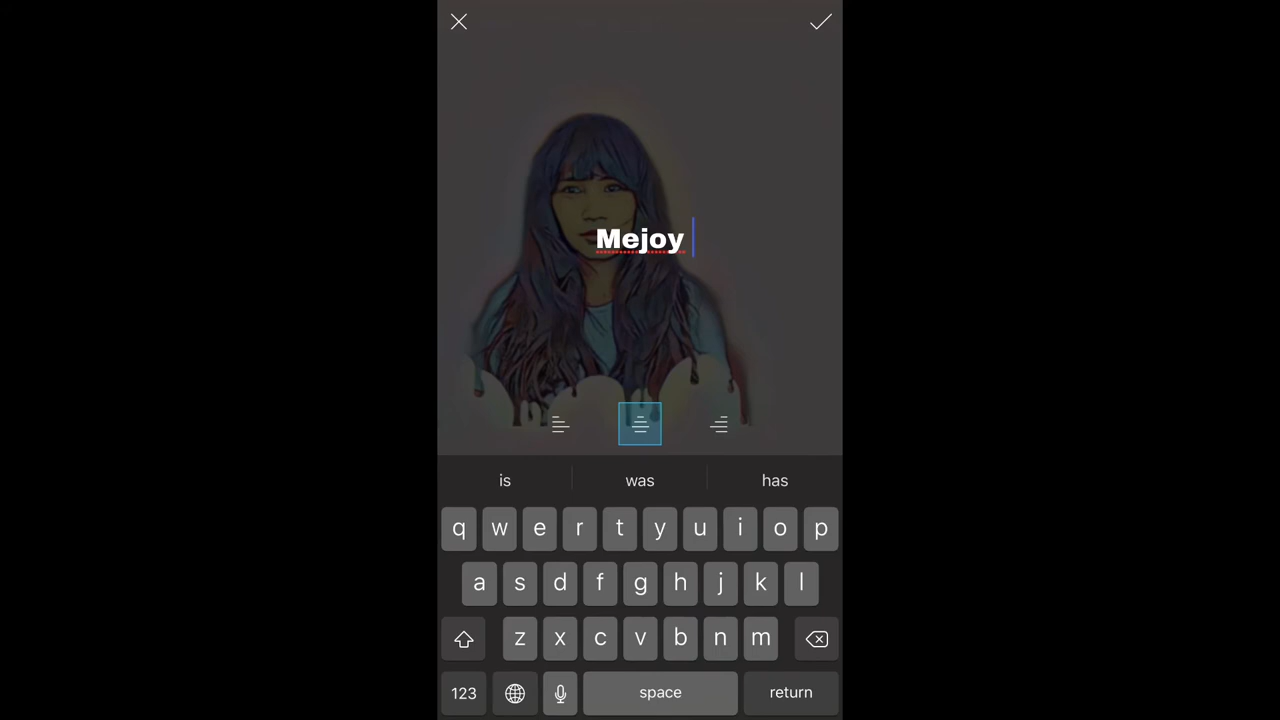 Mejoy
is was has
q w e r t y u i o p
a s d f g h j k l
z x c v b n m
123 space return